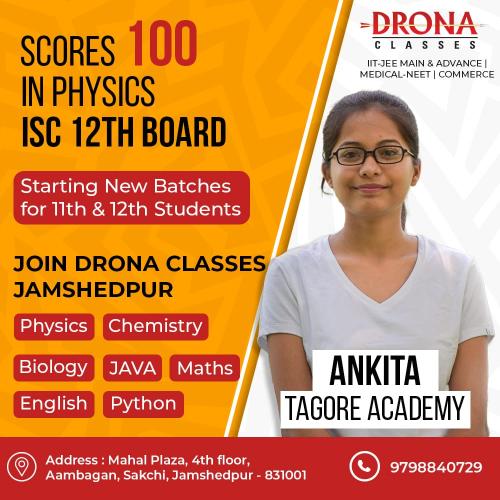 SCORES 100
IN PHYSICS
ISC 12TH BOARD
DRONA
CLASSES
IIT-JEE MAIN & ADVANCE |
MEDICAL-NEET | COMMERCE
Starting New Batches
for 11th & 12th Students
JOIN DRONA CLASSES
JAMSHEDPUR
Physics Chemistry
Biology JAVA Maths
English Python
ANKITA
TAGORE ACADEMY
Address : Mahal Plaza, 4th floor,
Aambagan, Sakchi, Jamshedpur - 831001
9798840729